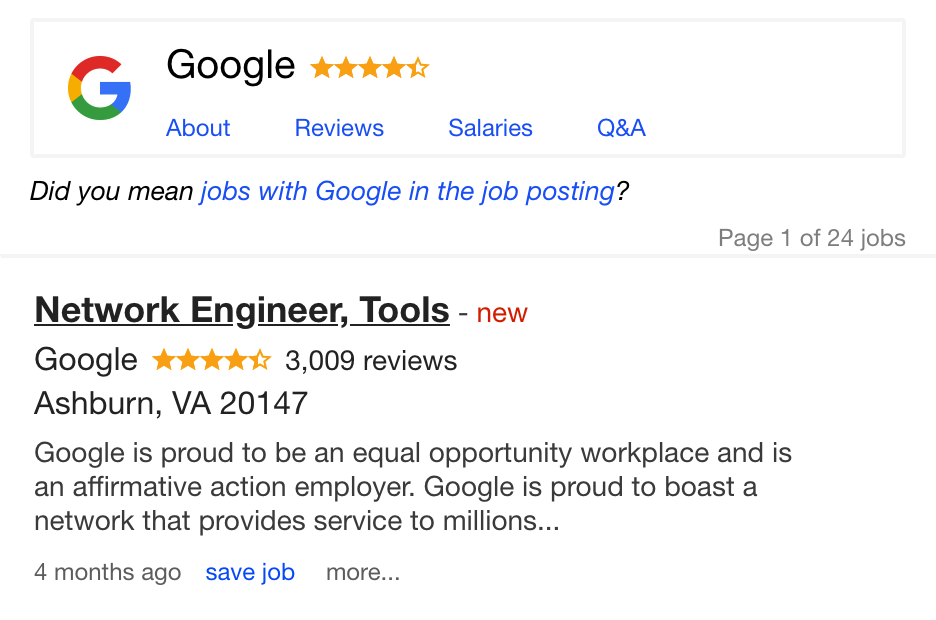 Google
About Reviews Salaries Q&A
Did you mean jobs with Google in the job posting?
Page 1 of 24 jobs
Network Engineer, Tools - new
Google 3,009 reviews
Ashburn, VA 20147
Google is proud to be an equal opportunity workplace and is
an affirmative action employer. Google is proud to boast a
network that provides service to millions...
4 months ago save job more...